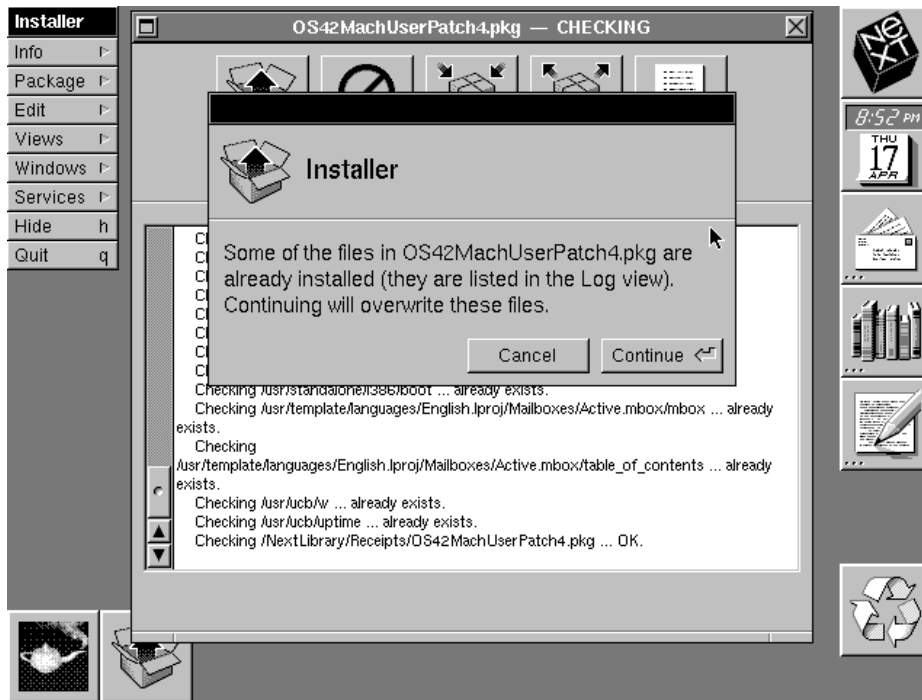 Installer
Info
Package
Edit
Views
Windows
Services
Hide h
Quit q
OS42MachUserPatch4.pkg — CHECKING
Installer
Some of the files in OS42MachUserPatch4.pkg are
already installed (they are listed in the Log view).
Continuing will overwrite these files.
Cancel
Continue
Checking /usr/standalone/i386/boot ... already exists.
Checking /usr/template/languages/English.lproj/Mailboxes/Active.mbox/mbox ... already
exists.
Checking
/usr/template/languages/English.lproj/Mailboxes/Active.mbox/table_of_contents ... already
exists.
Checking /usr/ucb/w ... already exists.
Checking /usr/ucb/uptime ... already exists.
Checking /NextLibrary/Receipts/OS42MachUserPatch4.pkg ... OK.
NeXT
8:52 PM
THU
17
APR